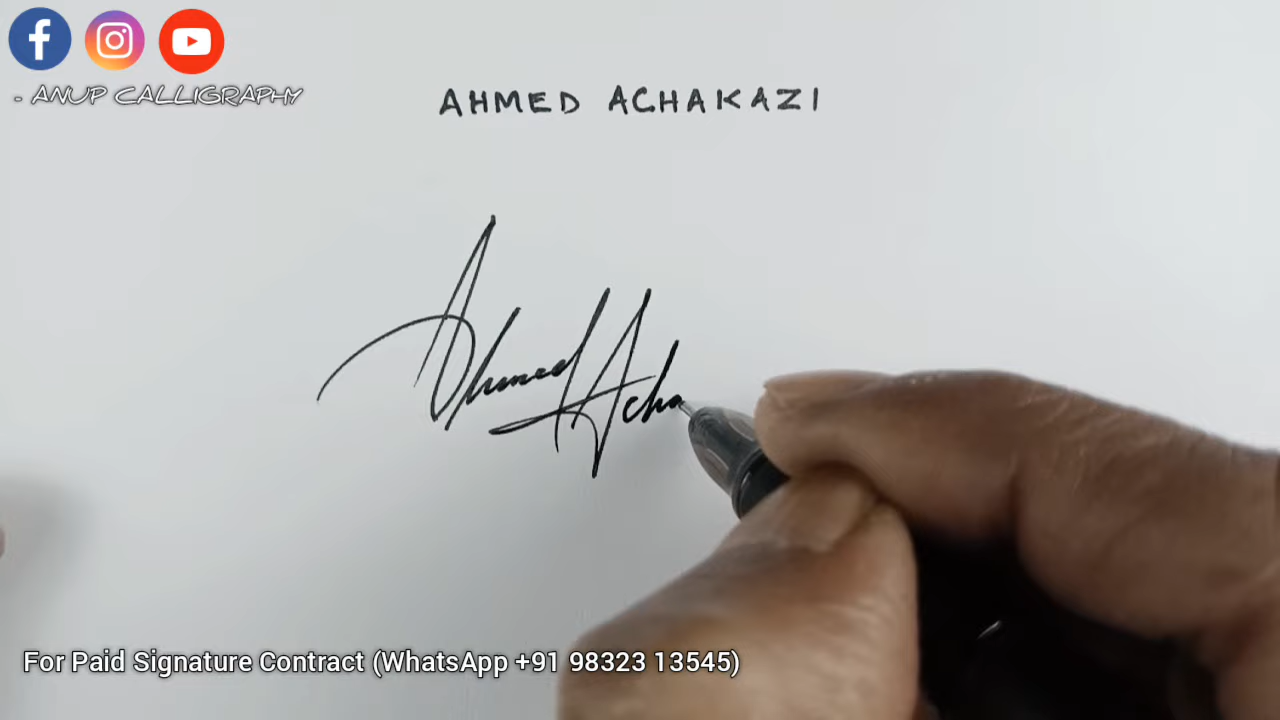 - ANUP CALLIGRAPHY
AHMED ACHAKAZI
Ahmed Acha
For Paid Signature Contract (WhatsApp +91 98323 13545)